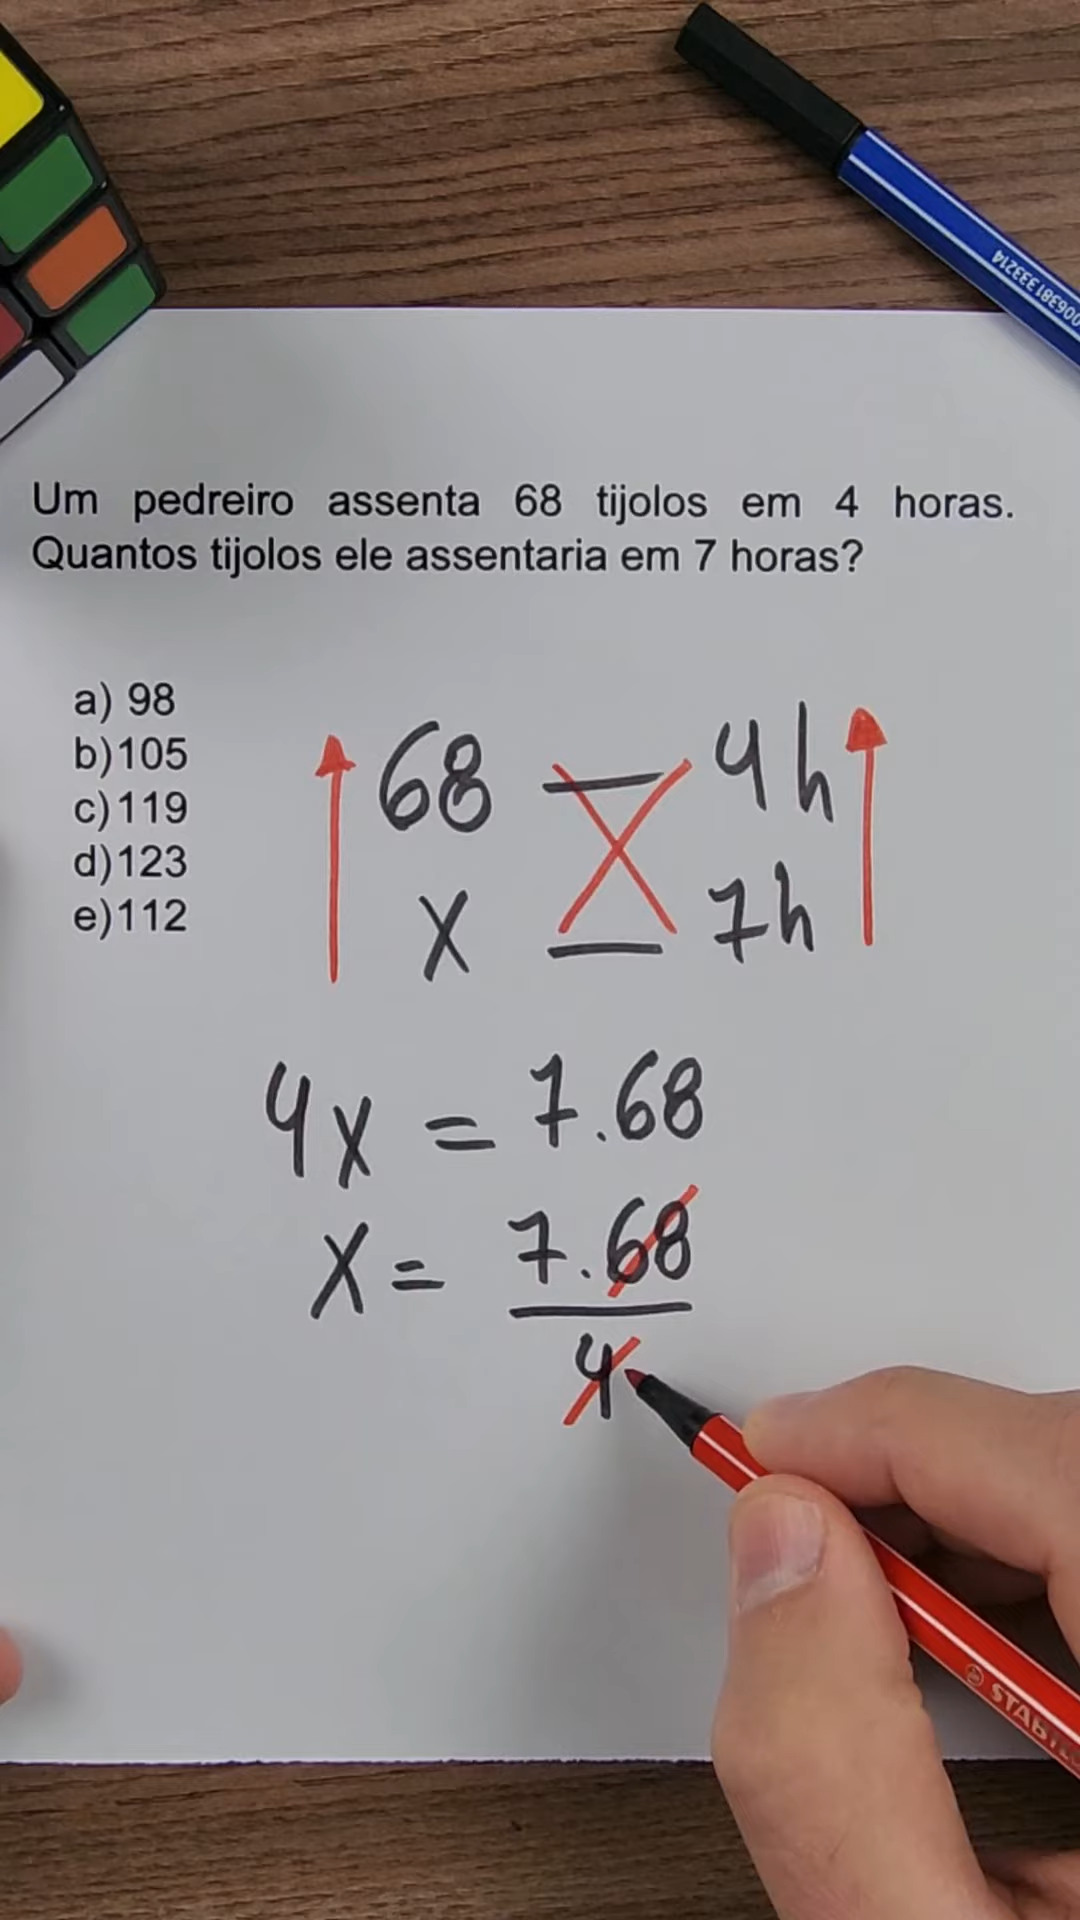 006381333214
Um pedreiro assenta 68 tijolos em 4 horas.
Quantos tijolos ele assentaria em 7 horas?
a) 98
b)105
c)119
d)123
e)112
68 4h
x 7h
4x = 7.68
x = 7.68
4